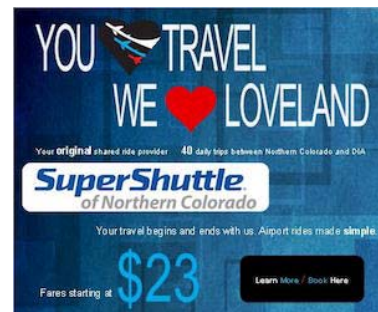 YOU TRAVEL
WE LOVELAND
Your original shared ride provider 40 daily trips between Northern Colorado and DIA
SuperShuttle
of Northern Colorado
Your travel begins and ends with us. Airport rides made simple.
Fares starting at $23
Learn More / Book Here